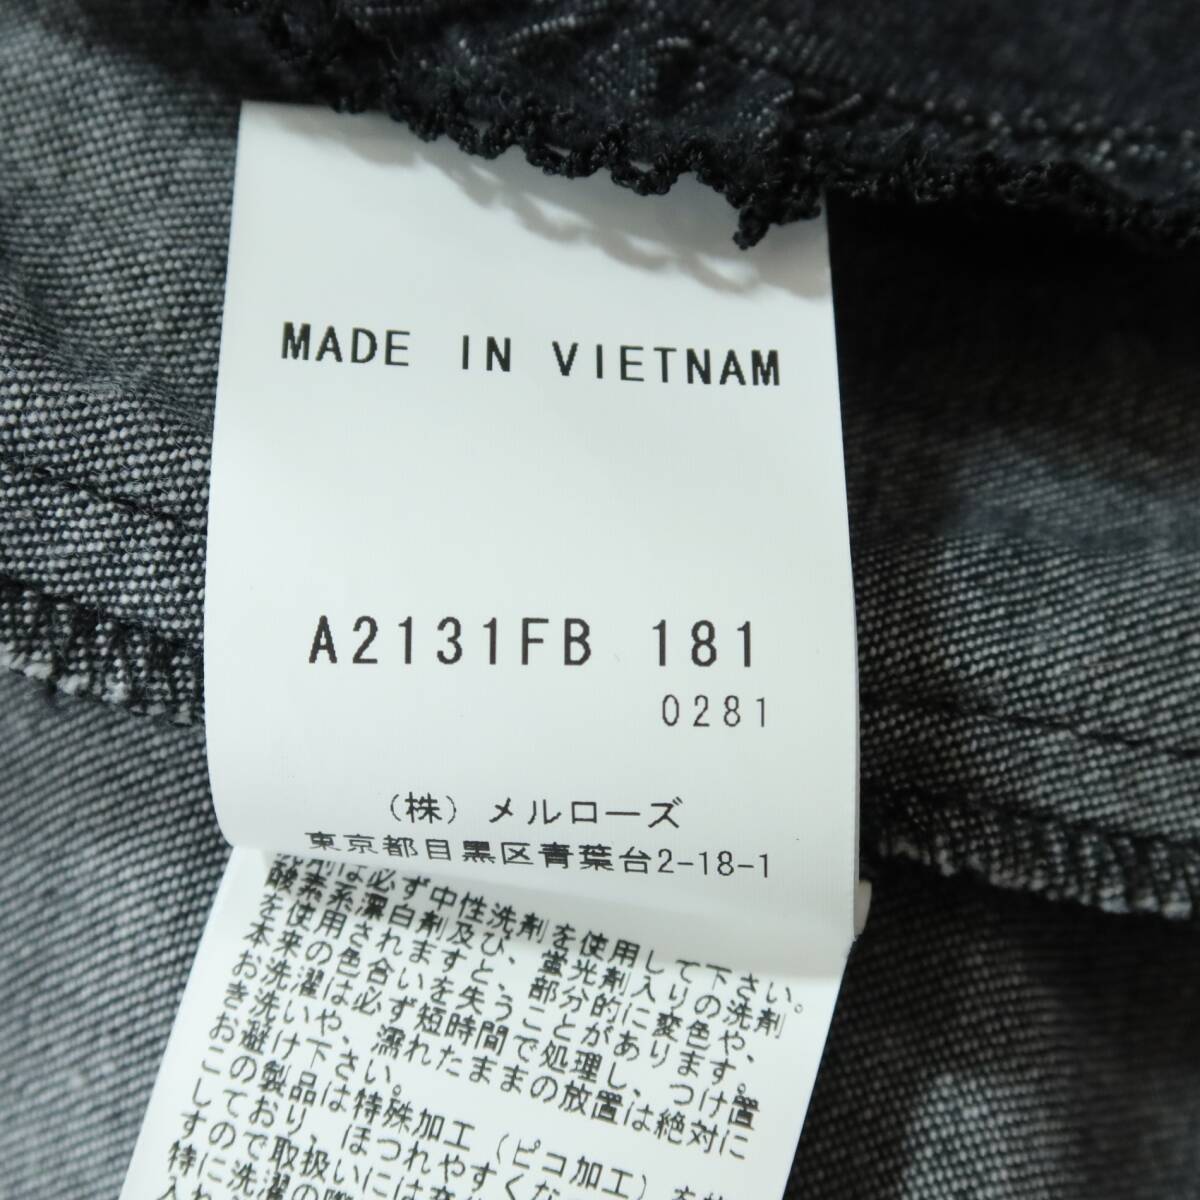 MADE IN VIETNAM
A2131FB 181
0281
(株) メルローズ
東京都目黒区青葉台2-18-1
洗剤は必ず中性洗剤を使用して下さい。
酸素系漂白剤及び、蛍光剤入りの洗剤
を使用されますと、部分的に変色や、
本来の色合いを失うことがあります。
お洗濯は必ず短時間で処理し、つけ置
き洗いや、濡れたままの放置は絶対に
お避け下さい。
この製品は特殊加工(ピコ加工)を
しており、ほつれやすくな
すので取扱いには充
特に洗濯の際